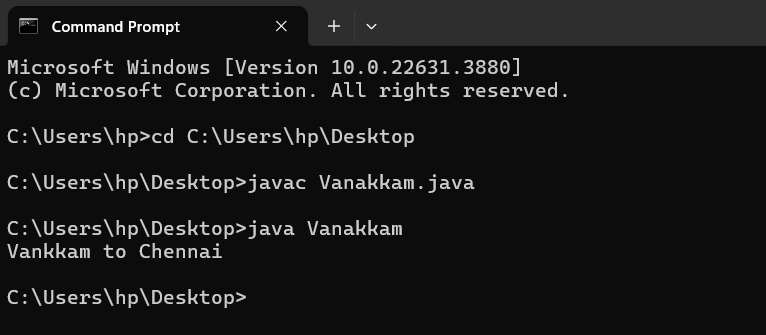 Command Prompt
Microsoft Windows [Version 10.0.22631.3880]
(c) Microsoft Corporation. All rights reserved.
C:\Users\hp>cd C:\Users\hp\Desktop
C:\Users\hp\Desktop>javac Vanakkam.java
C:\Users\hp\Desktop>java Vanakkam
Vankkam to Chennai
C:\Users\hp\Desktop>